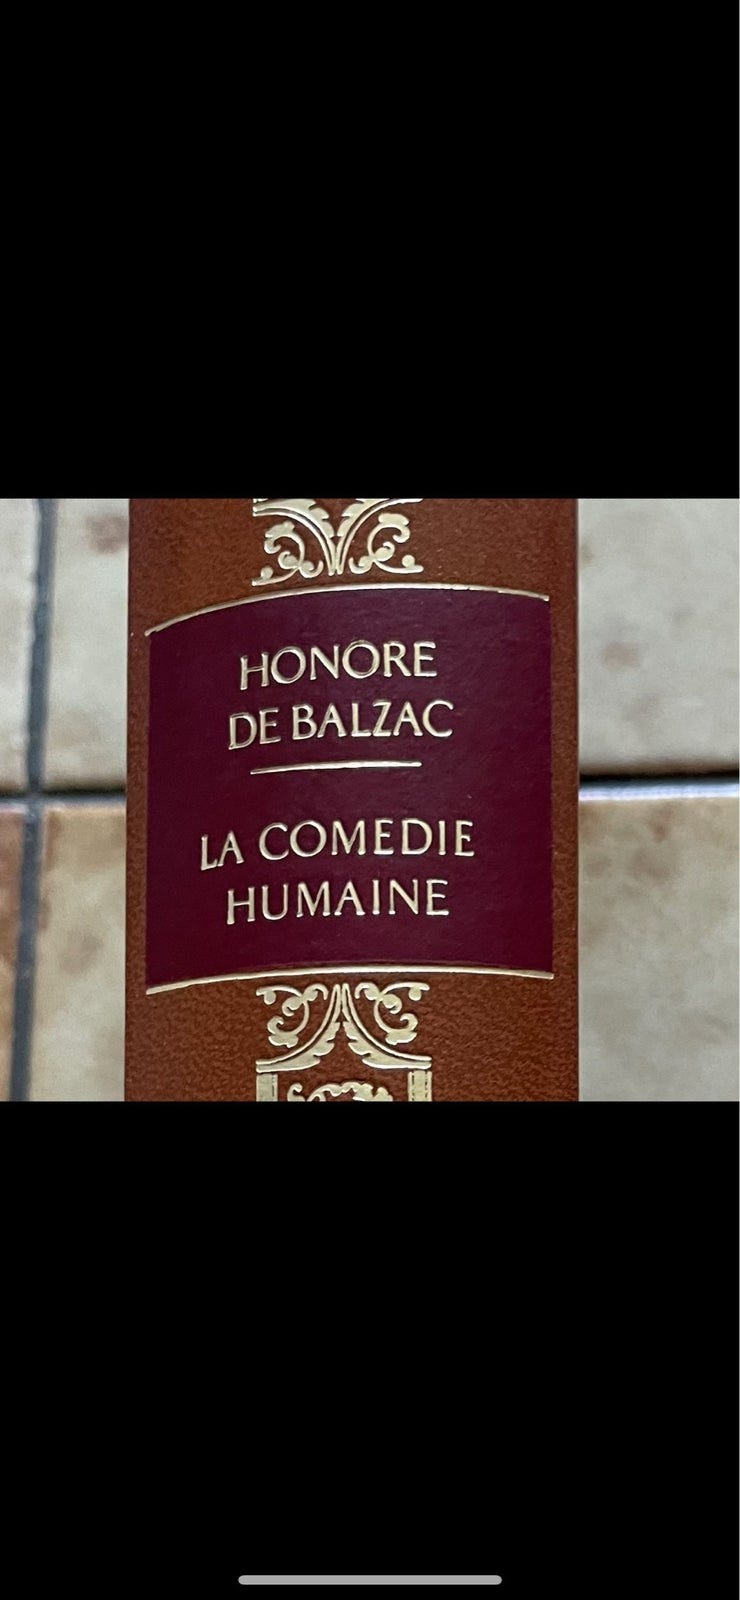 HONORE
DE BALZAC
LA COMEDIE
HUMAINE